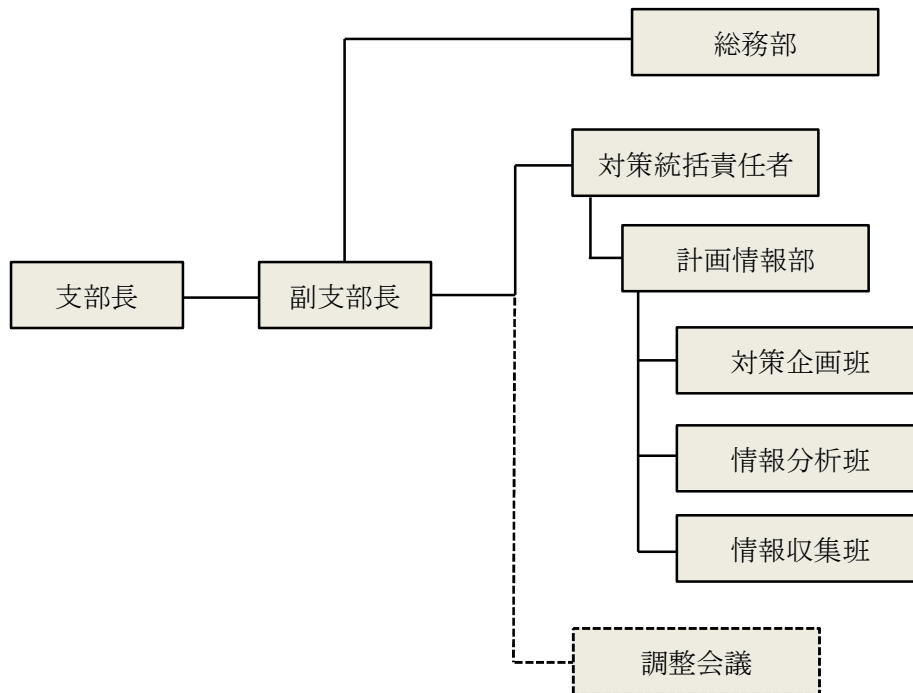 総務部
対策統括責任者
計画情報部
支部長
副支部長
対策企画班
情報分析班
情報収集班
調整会議